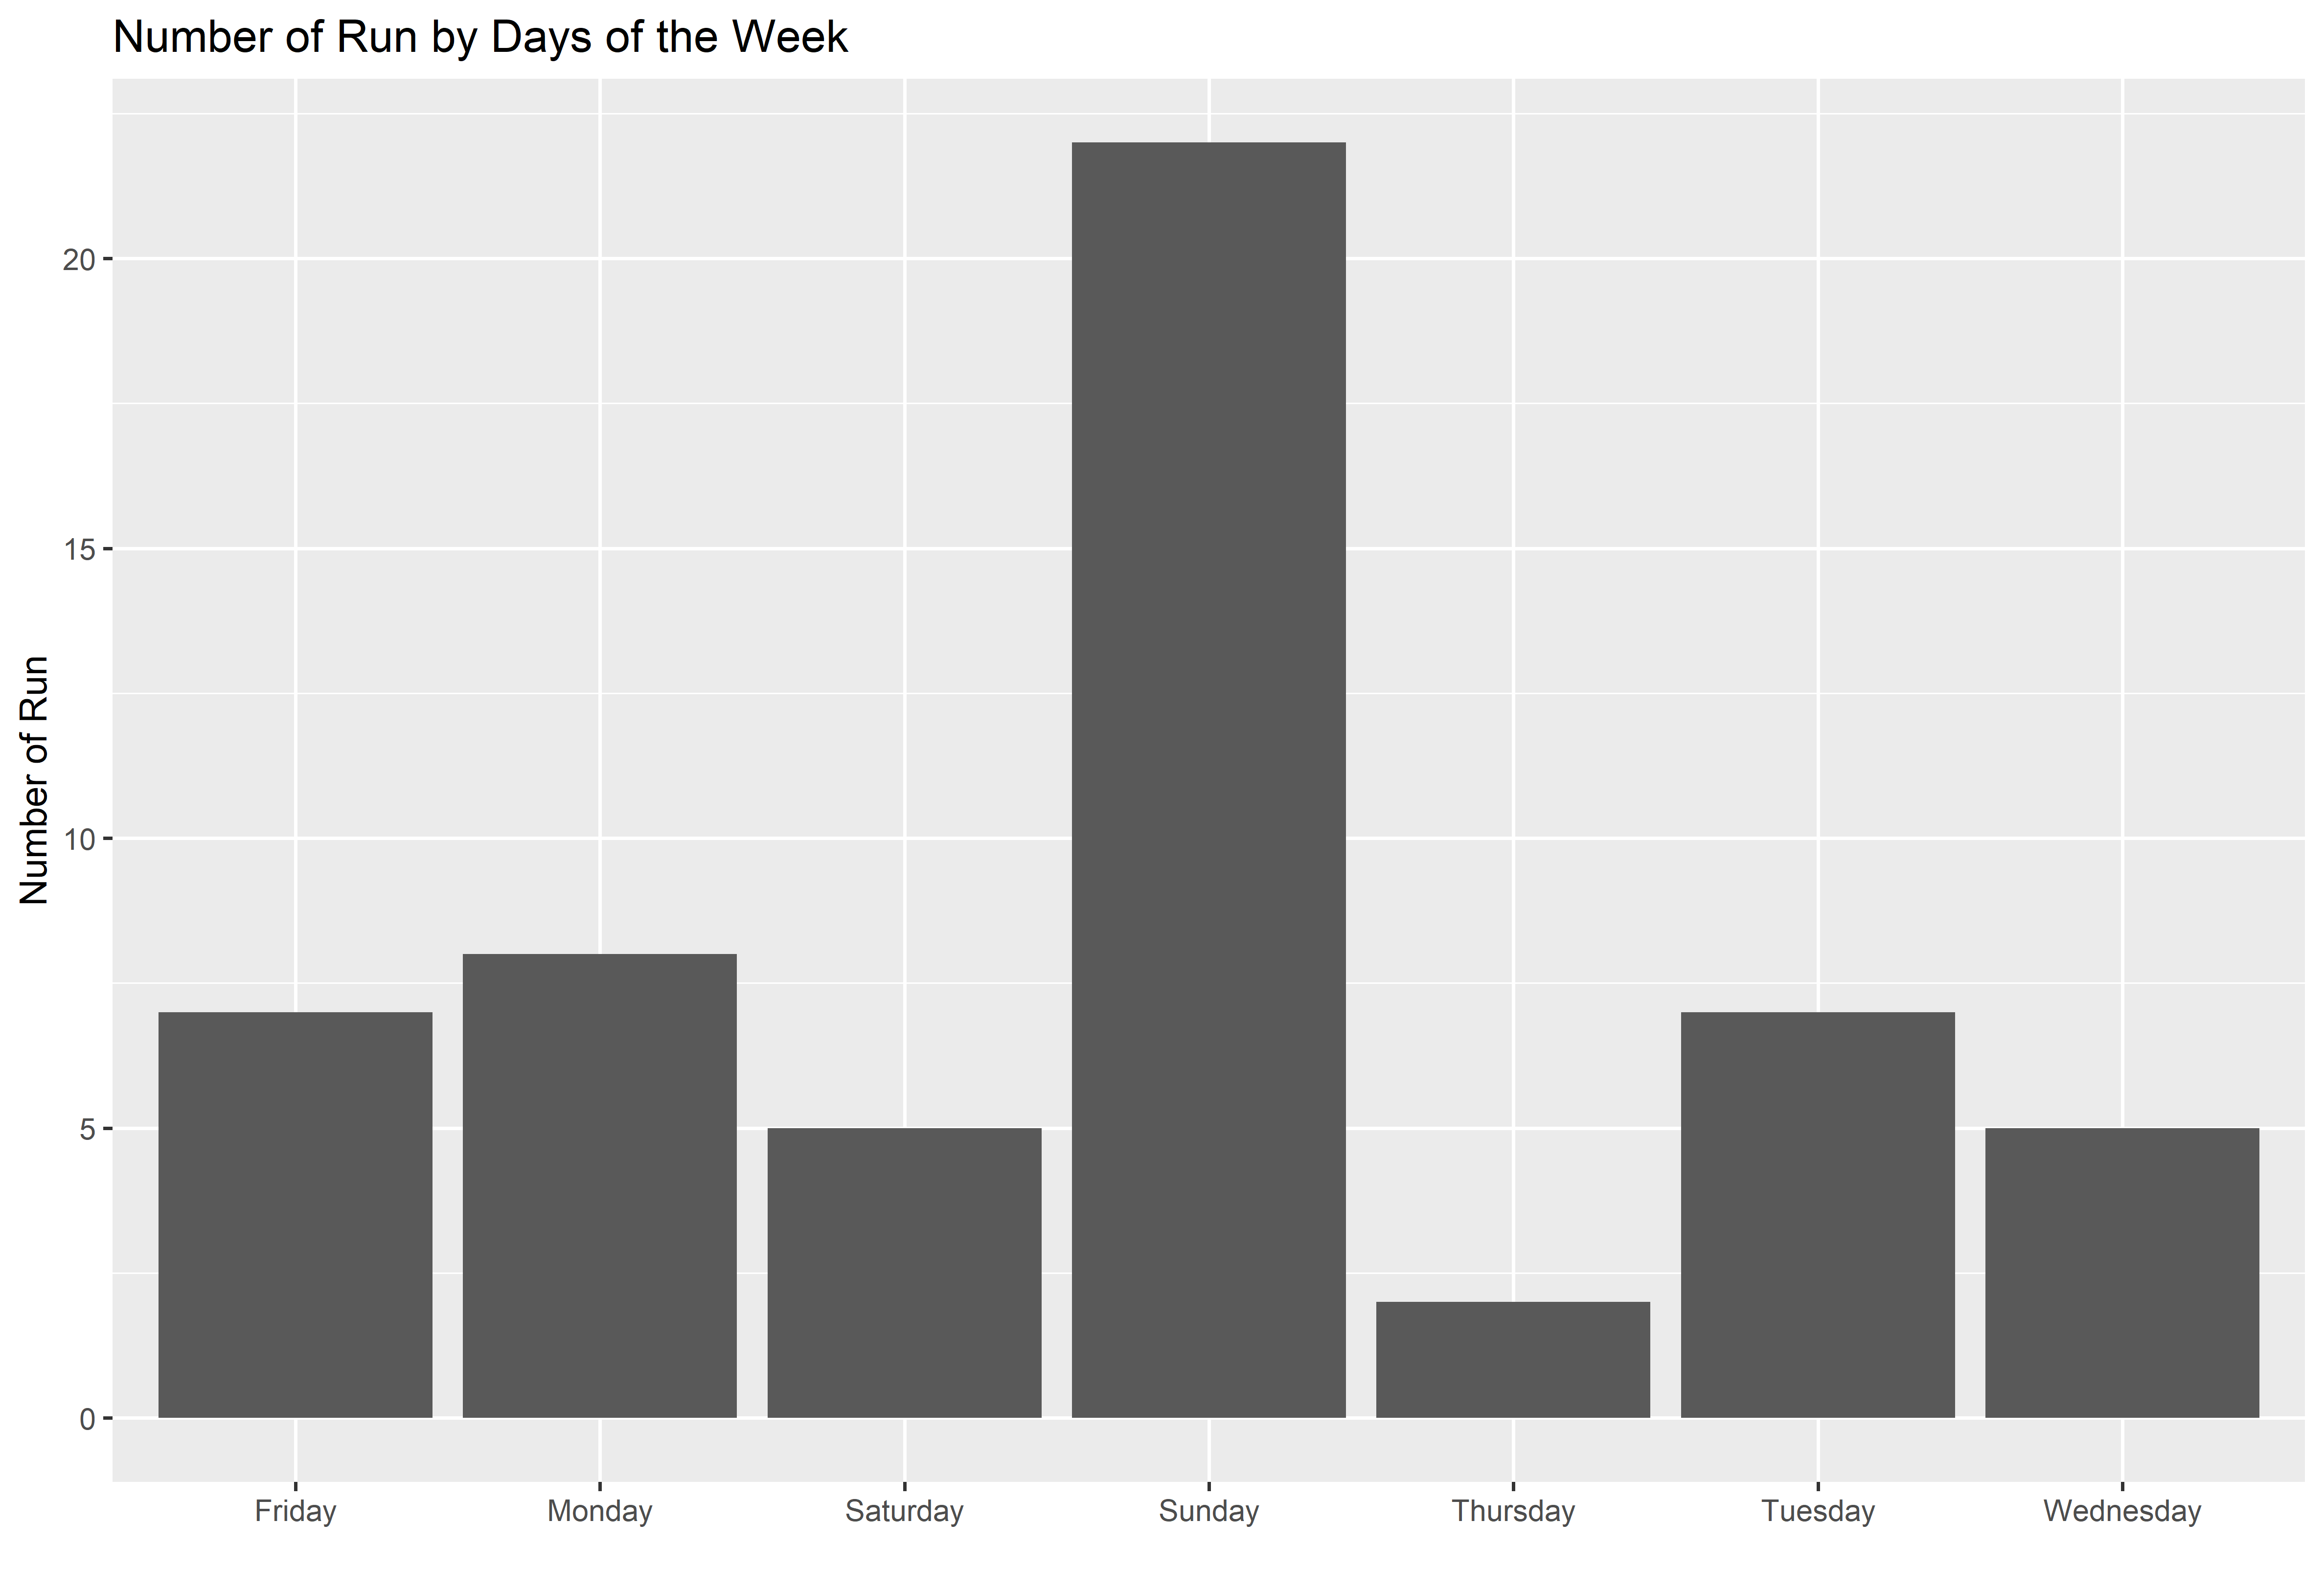 Number of Run by Days of the Week
Number of Run
20
15
10
5
0
Friday Monday Saturday Sunday Thursday Tuesday Wednesday